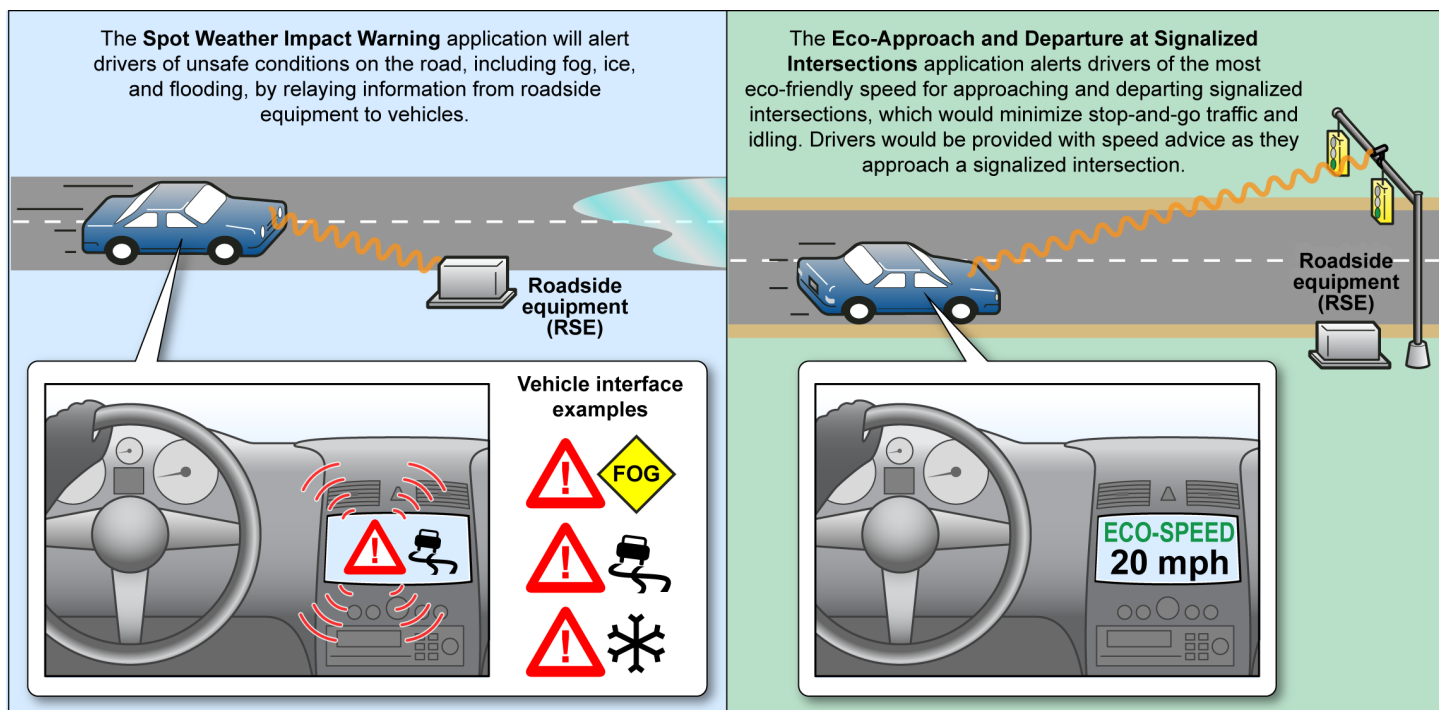 The Spot Weather Impact Warning application will alert
drivers of unsafe conditions on the road, including fog, ice,
and flooding, by relaying information from roadside
equipment to vehicles.
Roadside
equipment
(RSE)
Vehicle interface
examples
FOG
The Eco-Approach and Departure at Signalized
Intersections application alerts drivers of the most
eco-friendly speed for approaching and departing signalized
intersections, which would minimize stop-and-go traffic and
idling. Drivers would be provided with speed advice as they
approach a signalized intersection.
Roadside
equipment
(RSE)
ECO-SPEED
20 mph